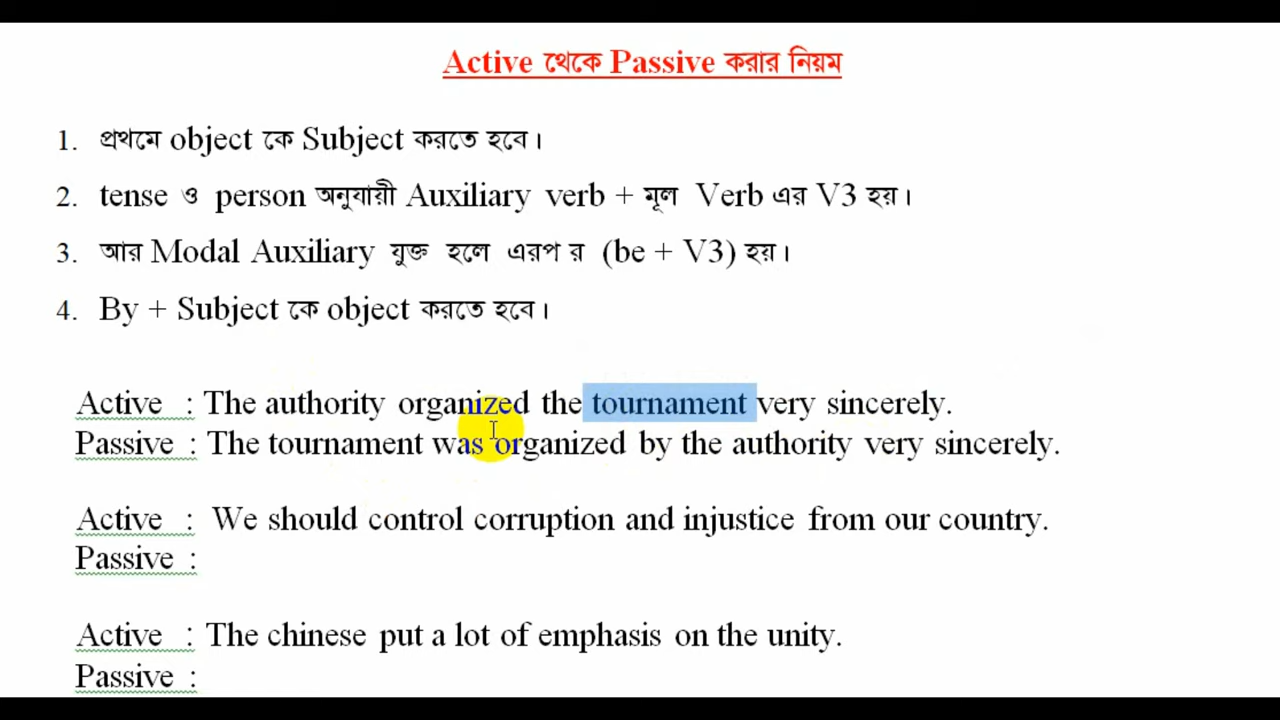 Active থেকে Passive করার নিয়ম
1. প্রথমে object কে Subject করতে হবে।
2. tense ও person অনুযায়ী Auxiliary verb + মূল Verb এর V3 হয়।
3. আর Modal Auxiliary যুক্ত হলে এরপ র (be + V3) হয়।
4. By + Subject কে object করতে হবে।
Active : The authority organized the tournament very sincerely.
Passive : The tournament was organized by the authority very sincerely.
Active : We should control corruption and injustice from our country.
Passive :
Active : The chinese put a lot of emphasis on the unity.
Passive :